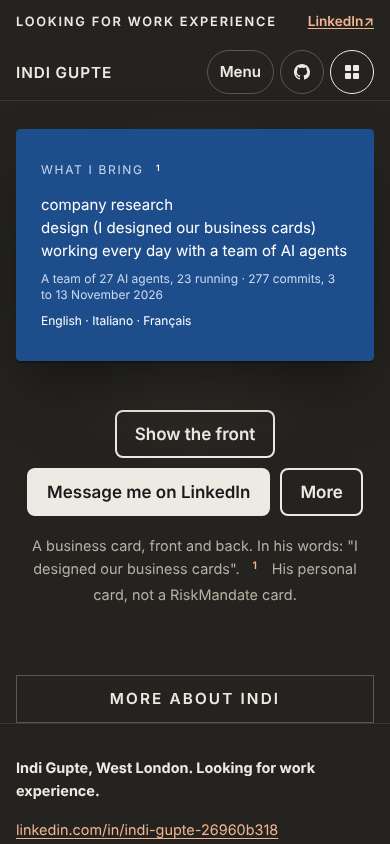 LOOKING FOR WORK EXPERIENCE
LinkedIn↗
INDI GUPTE
Menu
WHAT I BRING 1
company research
design (I designed our business cards)
working every day with a team of AI agents
A team of 27 AI agents, 23 running · 277 commits, 3
to 13 November 2026
English · Italiano · Français
Show the front
Message me on LinkedIn
More
A business card, front and back. In his words: "I
designed our business cards". 1 His personal
card, not a RiskMandate card.
MORE ABOUT INDI
Indi Gupte, West London. Looking for work
experience.
linkedin.com/in/indi-gupte-26960b318